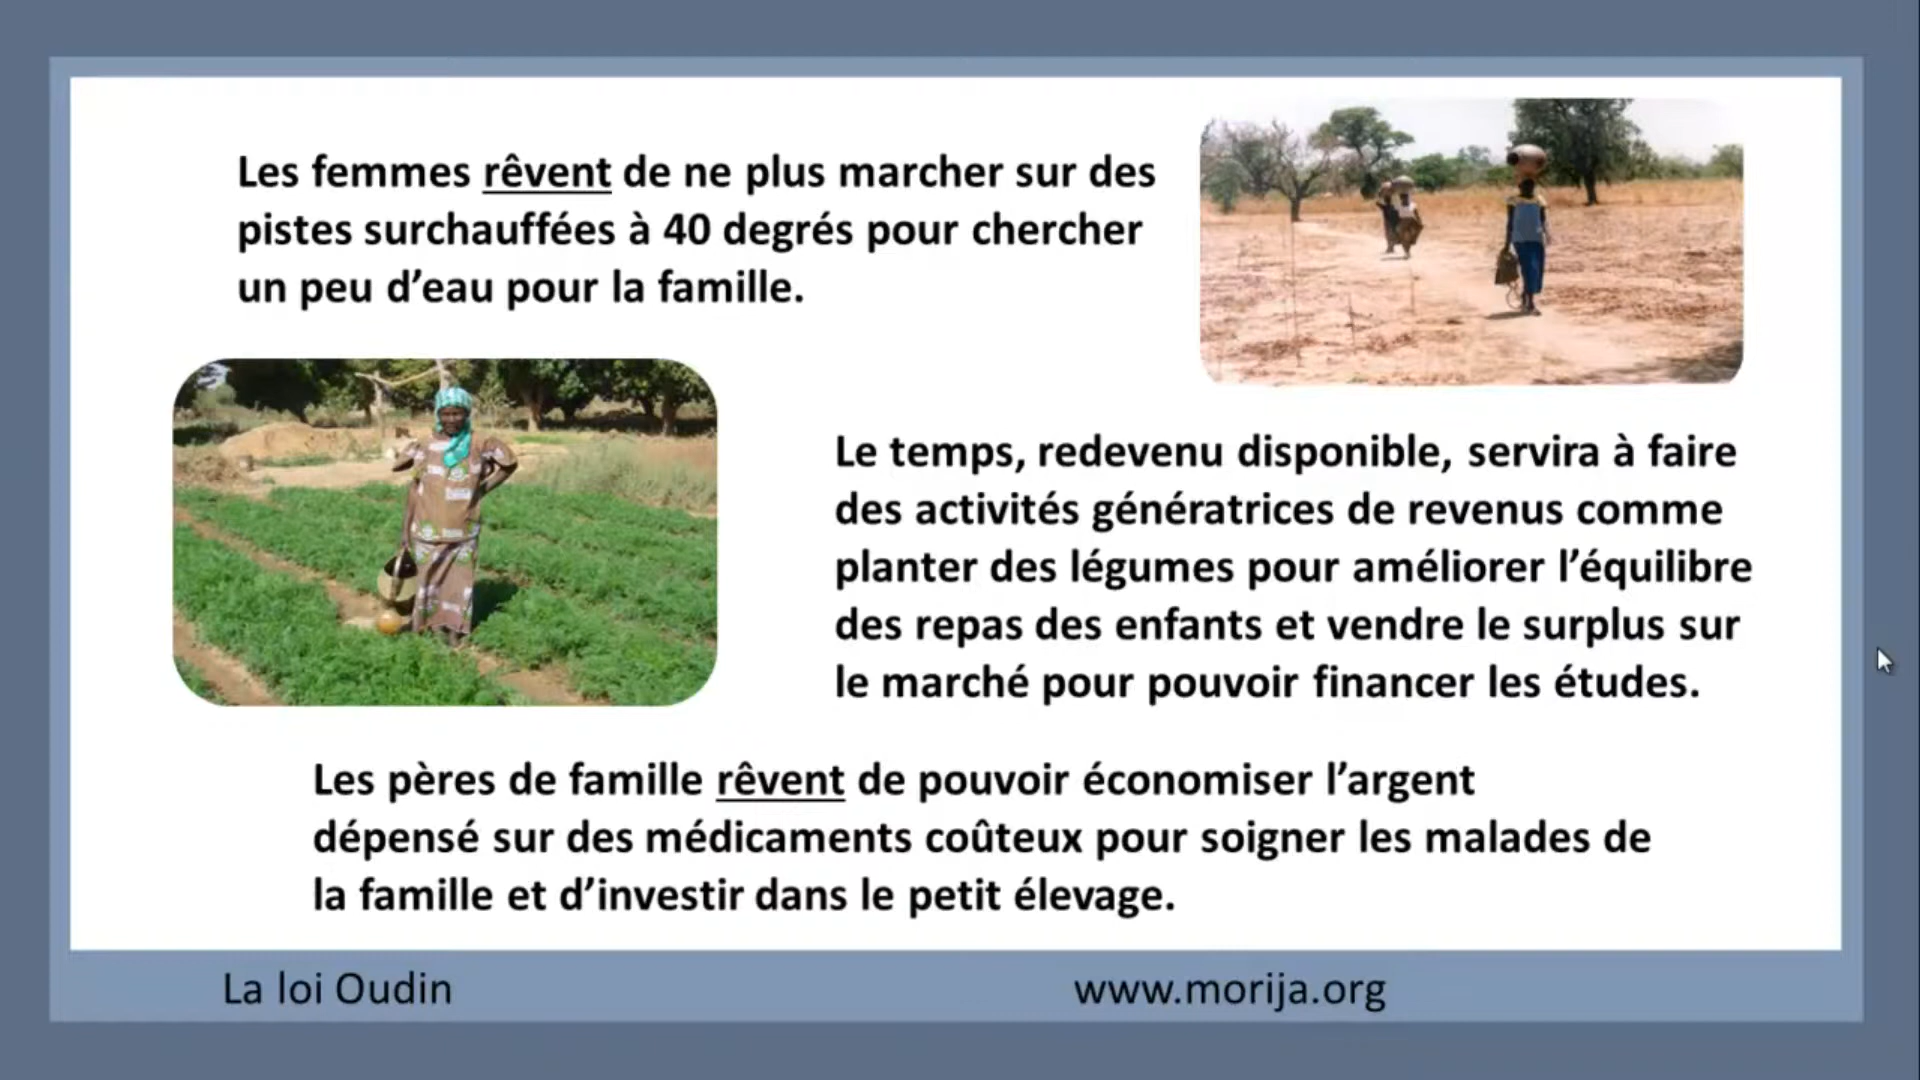 Les femmes rêvent de ne plus marcher sur des
pistes surchauffées à 40 degrés pour chercher
un peu d’eau pour la famille.
Le temps, redevenu disponible, servira à faire
des activités génératrices de revenus comme
planter des légumes pour améliorer l’équilibre
des repas des enfants et vendre le surplus sur
le marché pour pouvoir financer les études.
Les pères de famille rêvent de pouvoir économiser l’argent
dépensé sur des médicaments coûteux pour soigner les malades de
la famille et d’investir dans le petit élevage.
La loi Oudin
www.morija.org